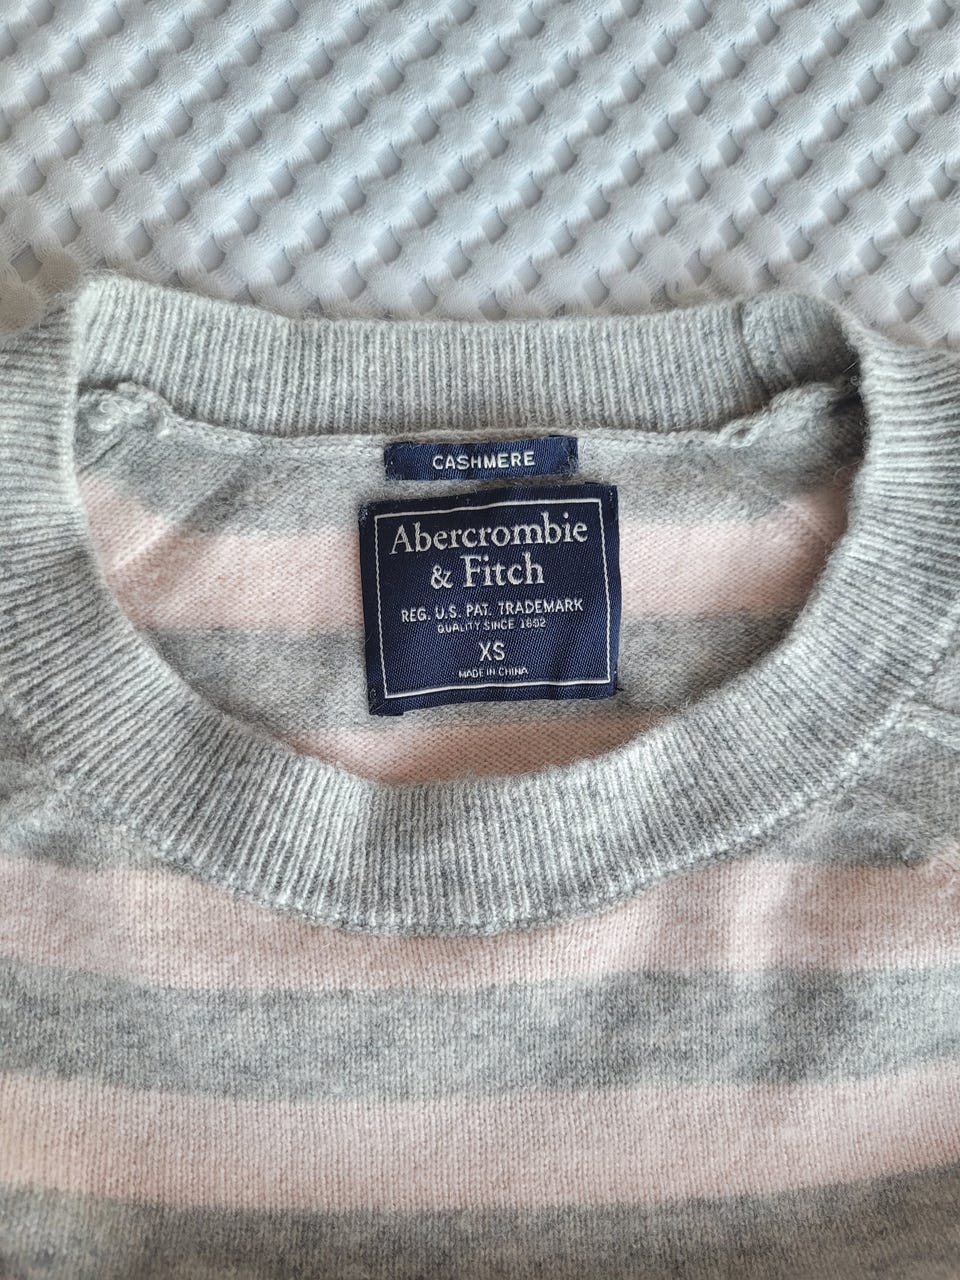 CASHMERE
Abercrombie
& Fitch
REG. U.S. PAT. TRADEMARK
QUALITY SINCE 1892
XS
MADE IN CHINA